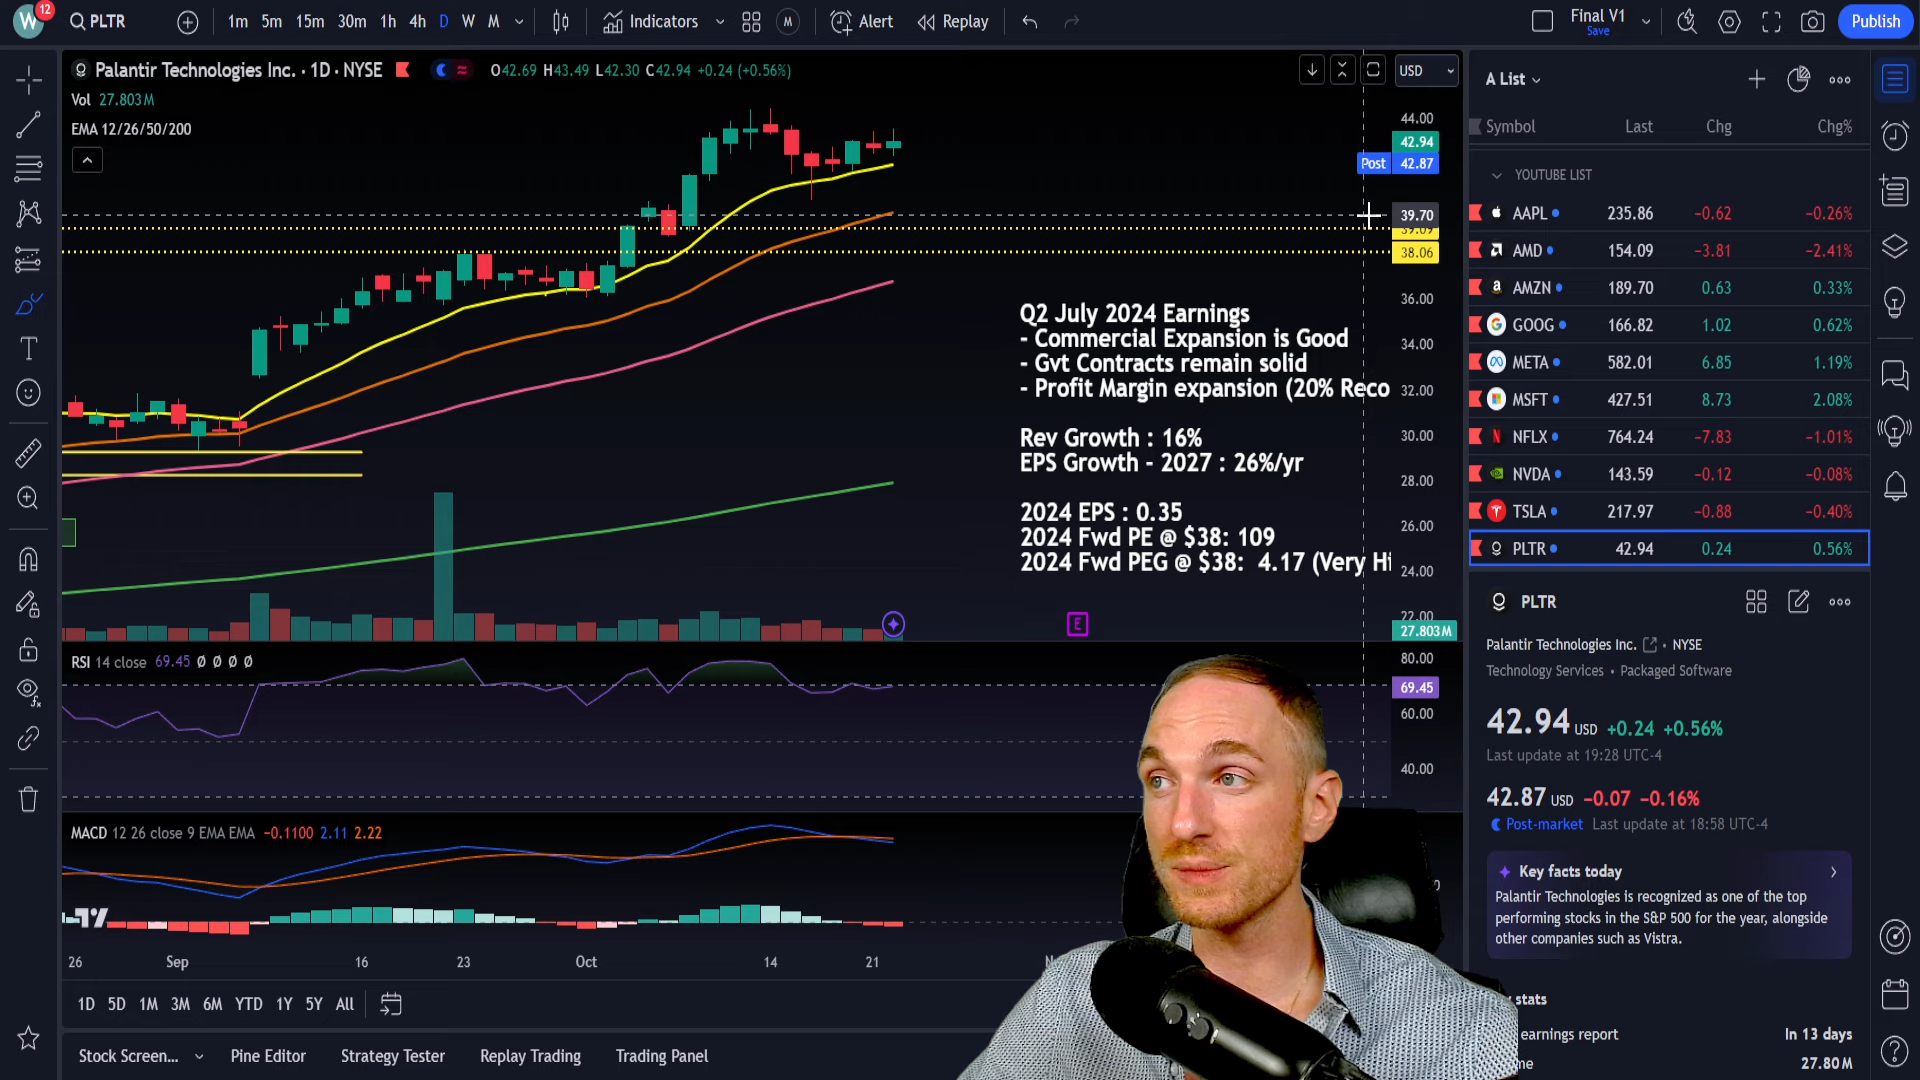 W 12 PLTR 1m 5m 15m 30m 1h 4h D W M Indicators M Alert Replay Final V1 Save Publish
Palantir Technologies Inc. · 1D · NYSE O42.69 H43.49 L42.30 C42.94 +0.24 (+0.56%) USD
Vol 27.803M
EMA 12/26/50/200
44.00
42.94
Post 42.87
39.70
38.06
36.00
34.00
32.00
30.00
28.00
26.00
24.00
22.00
27.803M
Q2 July 2024 Earnings
- Commercial Expansion is Good
- Gvt Contracts remain solid
- Profit Margin expansion (20% Reco
Rev Growth : 16%
EPS Growth - 2027 : 26%/yr
2024 EPS : 0.35
2024 Fwd PE @ $38: 109
2024 Fwd PEG @ $38: 4.17 (Very Hi
E
RSI 14 close 69.45 Ø Ø Ø Ø
80.00
69.45
60.00
40.00
MACD 12 26 close 9 EMA EMA −0.1100 2.11 2.22
26 Sep 16 23 Oct 14 21
1D 5D 1M 3M 6M YTD 1Y 5Y All
Stock Screen... Pine Editor Strategy Tester Replay Trading Trading Panel
A List
Symbol Last Chg Chg%
YOUTUBE LIST
AAPL 235.86 −0.62 −0.26%
AMD 154.09 −3.81 −2.41%
AMZN 189.70 0.63 0.33%
GOOG 166.82 1.02 0.62%
META 582.01 6.85 1.19%
MSFT 427.51 8.73 2.08%
NFLX 764.24 −7.83 −1.01%
NVDA 143.59 −0.12 −0.08%
TSLA 217.97 −0.88 −0.40%
PLTR 42.94 0.24 0.56%
PLTR
Palantir Technologies Inc. • NYSE
Technology Services • Packaged Software
42.94 USD +0.24 +0.56%
Last update at 19:28 UTC-4
42.87 USD −0.07 −0.16%
Post-market Last update at 18:58 UTC-4
Key facts today
Palantir Technologies is recognized as one of the top
performing stocks in the S&P 500 for the year, alongside
other companies such as Vistra.
stats
earnings report In 13 days
27.80M